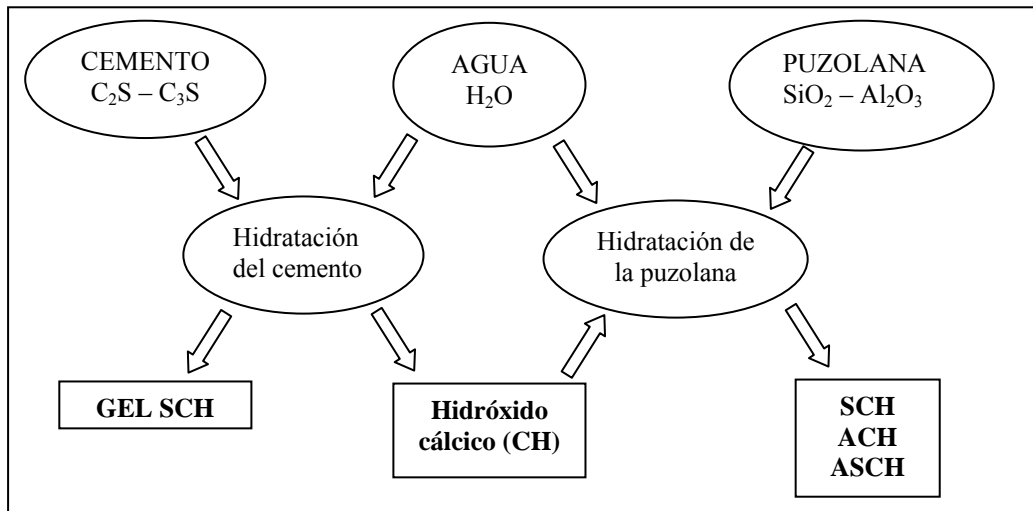 CEMENTO
C₂S – C₃S
AGUA
H₂O
PUZOLANA
SiO₂ – Al₂O₃
Hidratación
del cemento
Hidratación de
la puzolana
GEL SCH
Hidróxido
cálcico (CH)
SCH
ACH
ASCH